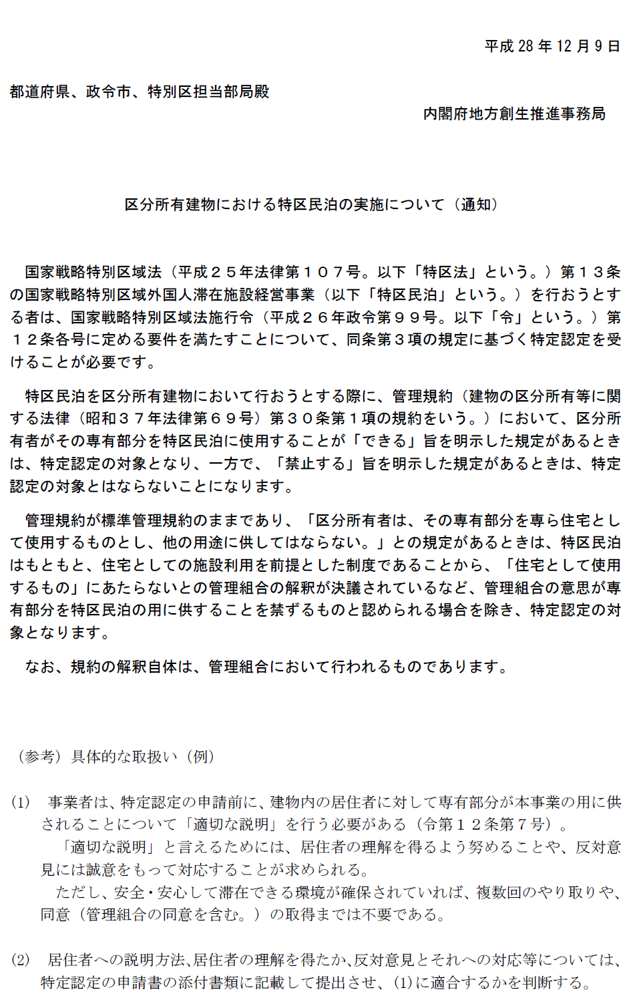 平成 28 年 12 月 9 日
都道府県、政令市、特別区担当部局殿
内閣府地方創生推進事務局
区分所有建物における特区民泊の実施について（通知）
国家戦略特別区域法（平成２５年法律第１０７号。以下「特区法」という。）第１３条
の国家戦略特別区域外国人滞在施設経営事業（以下「特区民泊」という。）を行おうとす
る者は、国家戦略特別区域法施行令（平成２６年政令第９９号。以下「令」という。）第
１２条各号に定める要件を満たすことについて、同条第３項の規定に基づく特定認定を受
けることが必要です。
特区民泊を区分所有建物において行おうとする際に、管理規約（建物の区分所有等に関
する法律（昭和３７年法律第６９号）第３０条第１項の規約をいう。）において、区分所
有者がその専有部分を特区民泊に使用することが「できる」旨を明示した規定があるとき
は、特定認定の対象となり、一方で、「禁止する」旨を明示した規定があるときは、特定
認定の対象とはならないことになります。
管理規約が標準管理規約のままであり、「区分所有者は、その専有部分を専ら住宅とし
て使用するものとし、他の用途に供してはならない。」との規定があるときは、特区民泊
はもともと、住宅としての施設利用を前提とした制度であることから、「住宅として使用
するもの」にあたらないとの管理組合の解釈が決議されているなど、管理組合の意思が専
有部分を特区民泊の用に供することを禁ずるものと認められる場合を除き、特定認定の対
象となります。
なお、規約の解釈自体は、管理組合において行われるものであります。
（参考）具体的な取扱い（例）
(1) 事業者は、特定認定の申請前に、建物内の居住者に対して専有部分が本事業の用に供
されることについて「適切な説明」を行う必要がある（令第１２条第７号）。
「適切な説明」と言えるためには、居住者の理解を得るよう努めることや、反対意
見には誠意をもって対応することが求められる。
ただし、安全・安心して滞在できる環境が確保されていれば、複数回のやり取りや、
同意（管理組合の同意を含む。）の取得までは不要である。
(2) 居住者への説明方法、居住者の理解を得たか、反対意見とそれへの対応等については、
特定認定の申請書の添付書類に記載して提出させ、(1)に適合するかを判断する。